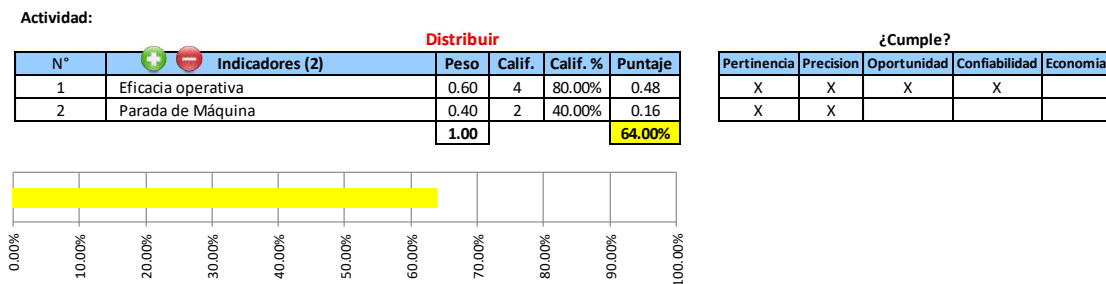 Actividad:
Distribuir ¿Cumple?
N° Indicadores (2) Peso Calif. Calif. % Puntaje Pertinencia Precision Oportunidad Confiabilidad Economia
1 Eficacia operativa 0.60 4 80.00% 0.48 X X X X
2 Parada de Máquina 0.40 2 40.00% 0.16 X X
1.00 64.00%
0.00% 10.00% 20.00% 30.00% 40.00% 50.00% 60.00% 70.00% 80.00% 90.00% 100.00%